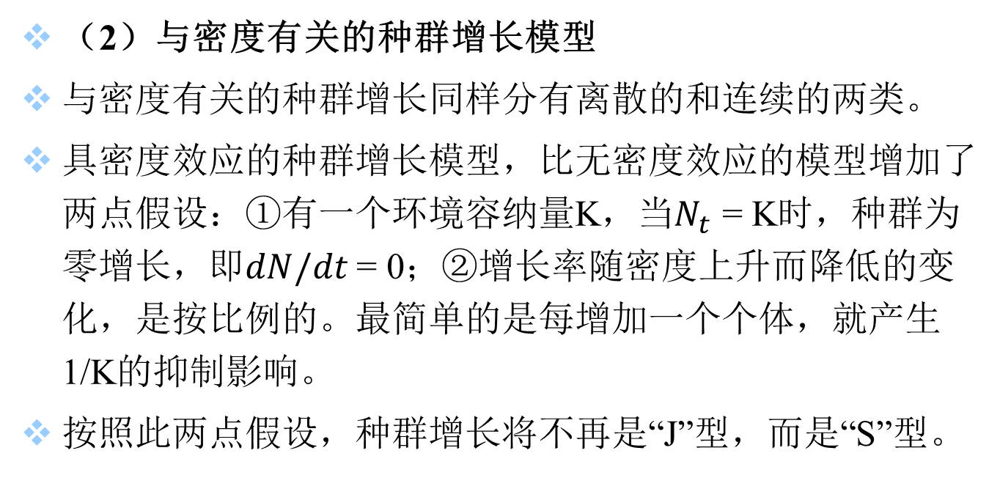 ❖ （2）与密度有关的种群增长模型
❖ 与密度有关的种群增长同样分有离散的和连续的两类。
❖ 具密度效应的种群增长模型，比无密度效应的模型增加了
两点假设：①有一个环境容纳量K，当Nₜ = K时，种群为
零增长，即dN/dt = 0；②增长率随密度上升而降低的变
化，是按比例的。最简单的是每增加一个个体，就产生
1/K的抑制影响。
❖ 按照此两点假设，种群增长将不再是“J”型，而是“S”型。